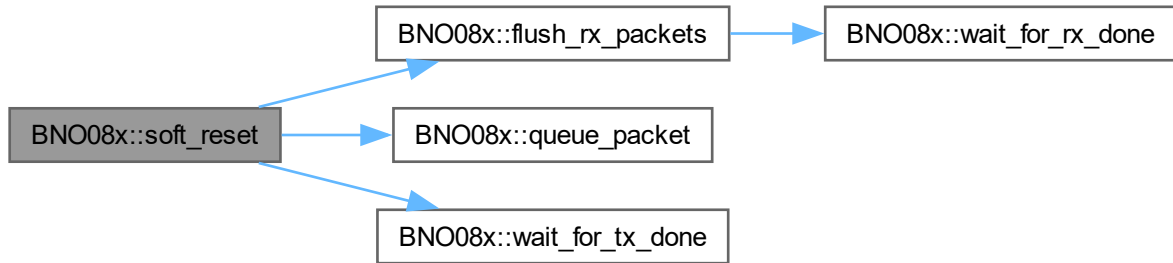 BNO08x::soft_reset
BNO08x::flush_rx_packets
BNO08x::wait_for_rx_done
BNO08x::queue_packet
BNO08x::wait_for_tx_done